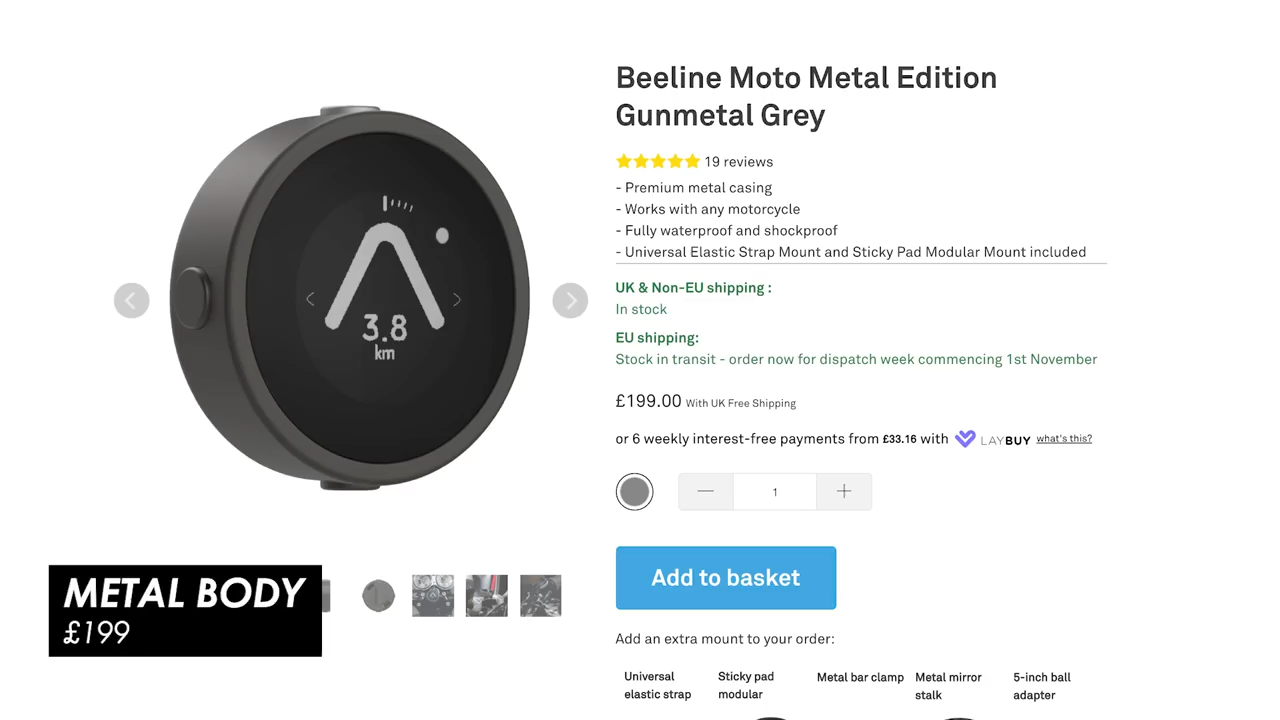 Beeline Moto Metal Edition
Gunmetal Grey
19 reviews
- Premium metal casing
- Works with any motorcycle
- Fully waterproof and shockproof
- Universal Elastic Strap Mount and Sticky Pad Modular Mount included
UK & Non-EU shipping :
In stock
EU shipping:
Stock in transit - order now for dispatch week commencing 1st November
£199.00 With UK Free Shipping
or 6 weekly interest-free payments from £33.16 with LAYBUY what's this?
1
Add to basket
Add an extra mount to your order:
Universal elastic strap
Sticky pad modular
Metal bar clamp
Metal mirror stalk
5-inch ball adapter
3.8
km
METAL BODY
£199